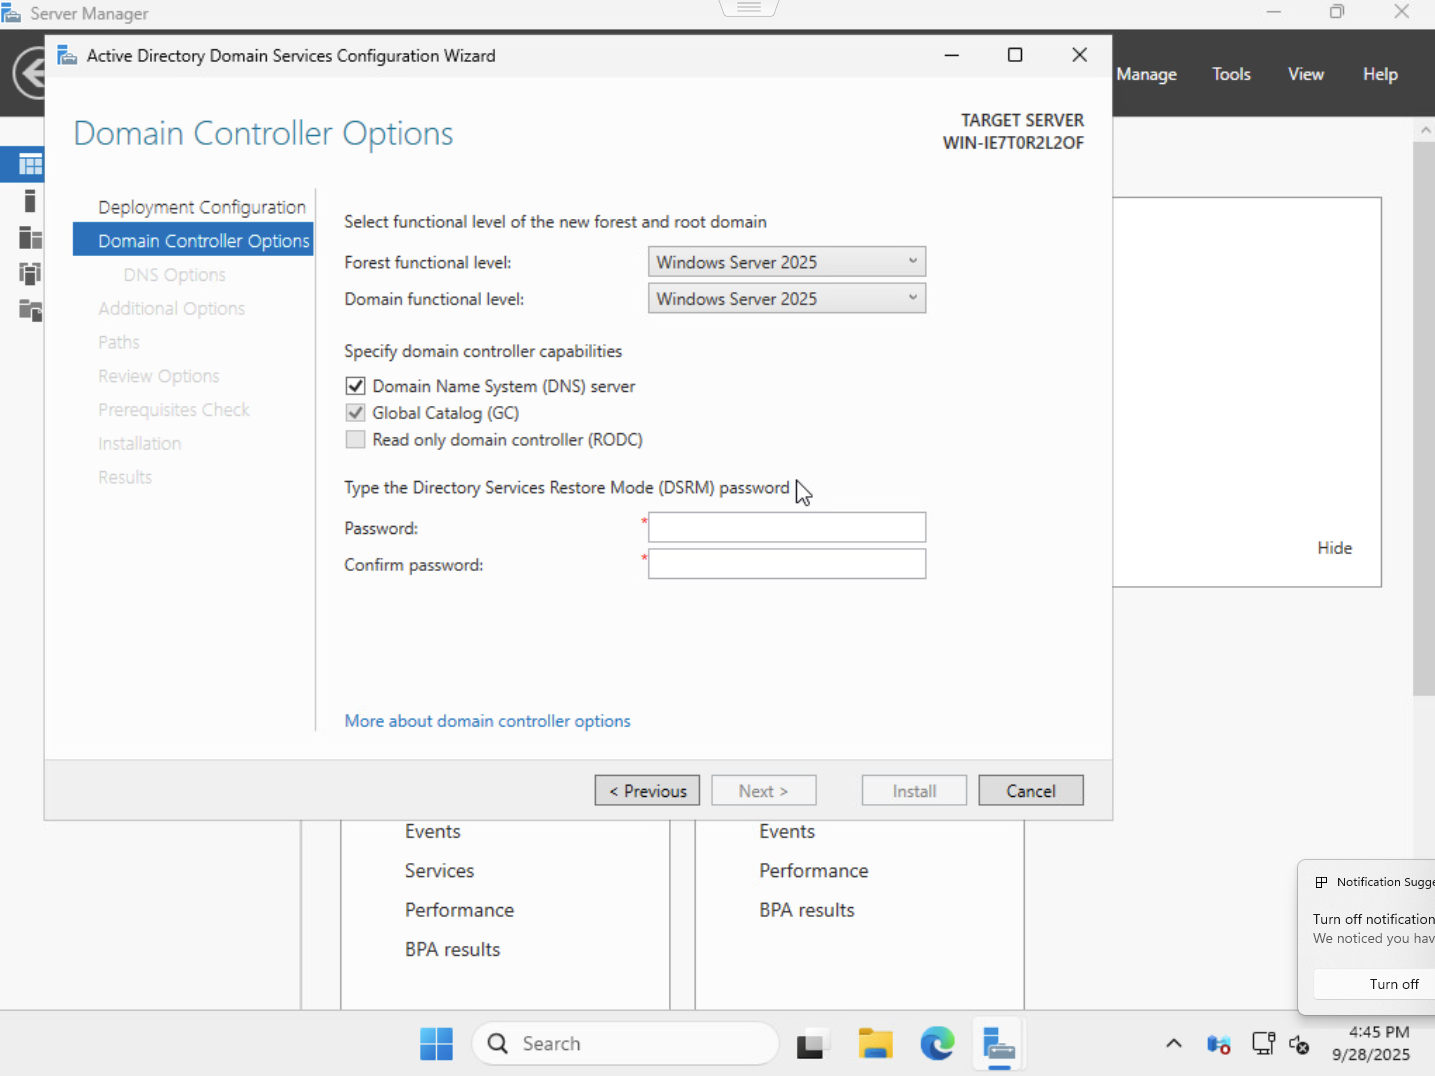 Server Manager
Active Directory Domain Services Configuration Wizard
Manage Tools View Help
Domain Controller Options
TARGET SERVER
WIN-IE7T0R2L2OF
Deployment Configuration
Domain Controller Options
DNS Options
Additional Options
Paths
Review Options
Prerequisites Check
Installation
Results
Select functional level of the new forest and root domain
Forest functional level: Windows Server 2025
Domain functional level: Windows Server 2025
Specify domain controller capabilities
Domain Name System (DNS) server
Global Catalog (GC)
Read only domain controller (RODC)
Type the Directory Services Restore Mode (DSRM) password
Password: *
Confirm password: *
More about domain controller options
Hide
< Previous Next > Install Cancel
Events
Services
Performance
BPA results
Events
Performance
BPA results
Notification Sugge
Turn off notification
We noticed you hav
Turn off
Search
4:45 PM
9/28/2025